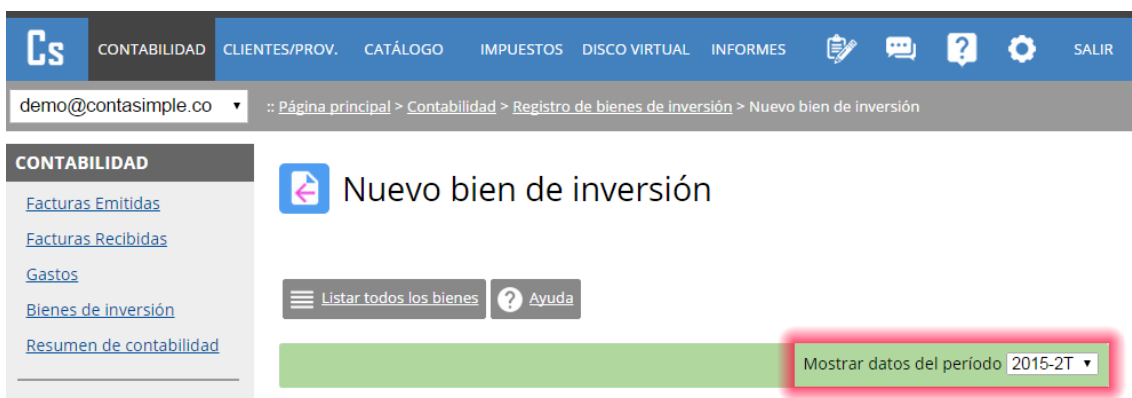 Cs CONTABILIDAD CLIENTES/PROV. CATÁLOGO IMPUESTOS DISCO VIRTUAL INFORMES ? SALIR
demo@contasimple.co :: Página principal > Contabilidad > Registro de bienes de inversión > Nuevo bien de inversión
CONTABILIDAD
Facturas Emitidas
Facturas Recibidas
Gastos
Bienes de inversión
Resumen de contabilidad
Nuevo bien de inversión
Listar todos los bienes ? Ayuda
Mostrar datos del período 2015-2T